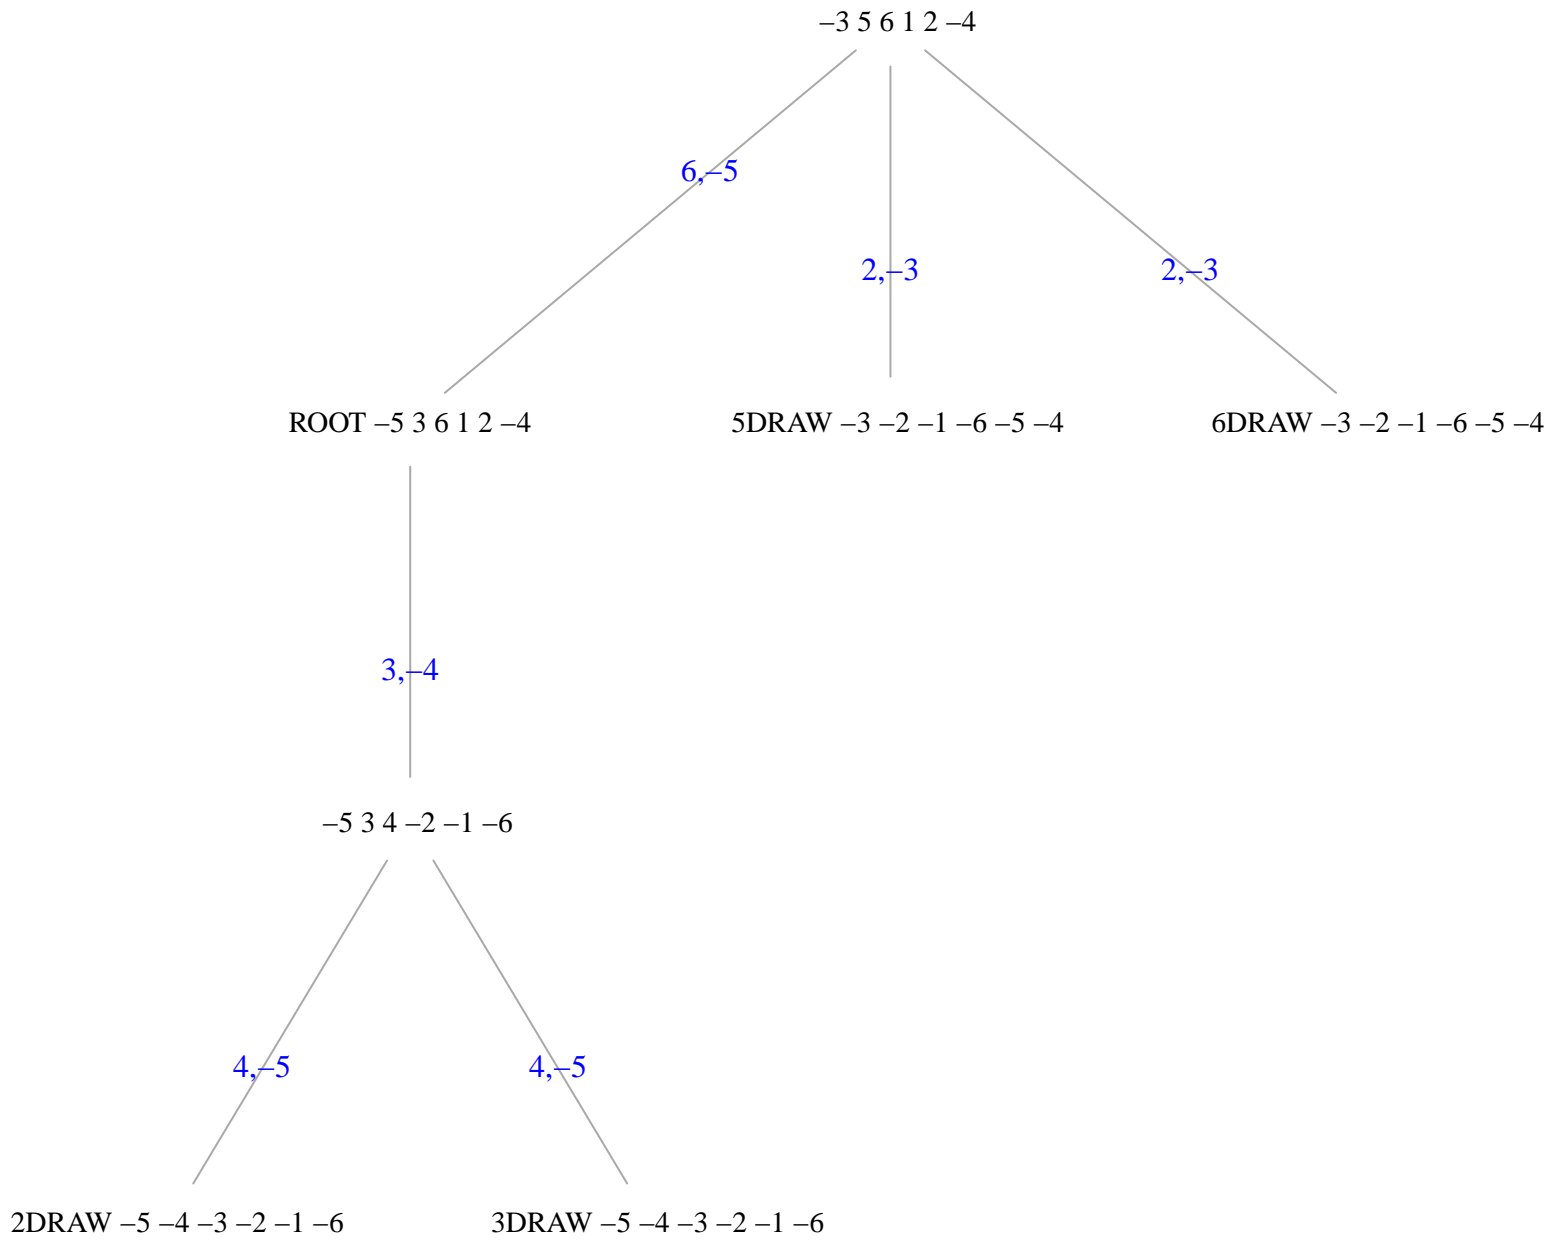 –3 5 6 1 2 –4
6,–5
2,–3
2,–3
ROOT –5 3 6 1 2 –4
5DRAW –3 –2 –1 –6 –5 –4
6DRAW –3 –2 –1 –6 –5 –4
3,–4
–5 3 4 –2 –1 –6
4,–5
4,–5
2DRAW –5 –4 –3 –2 –1 –6
3DRAW –5 –4 –3 –2 –1 –6